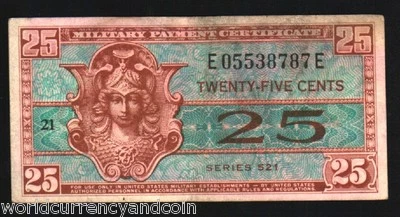 MILITARY PAYMENT CERTIFICATE
25 25
E05538787E
TWENTY-FIVE CENTS
21
25
SERIES 521
25 25
FOR USE ONLY IN UNITED STATES MILITARY ESTABLISHMENTS — BY UNITED STATES
AUTHORIZED PERSONNEL IN ACCORDANCE WITH APPLICABLE RULES AND REGULATIONS
worldcurrencyandcoin